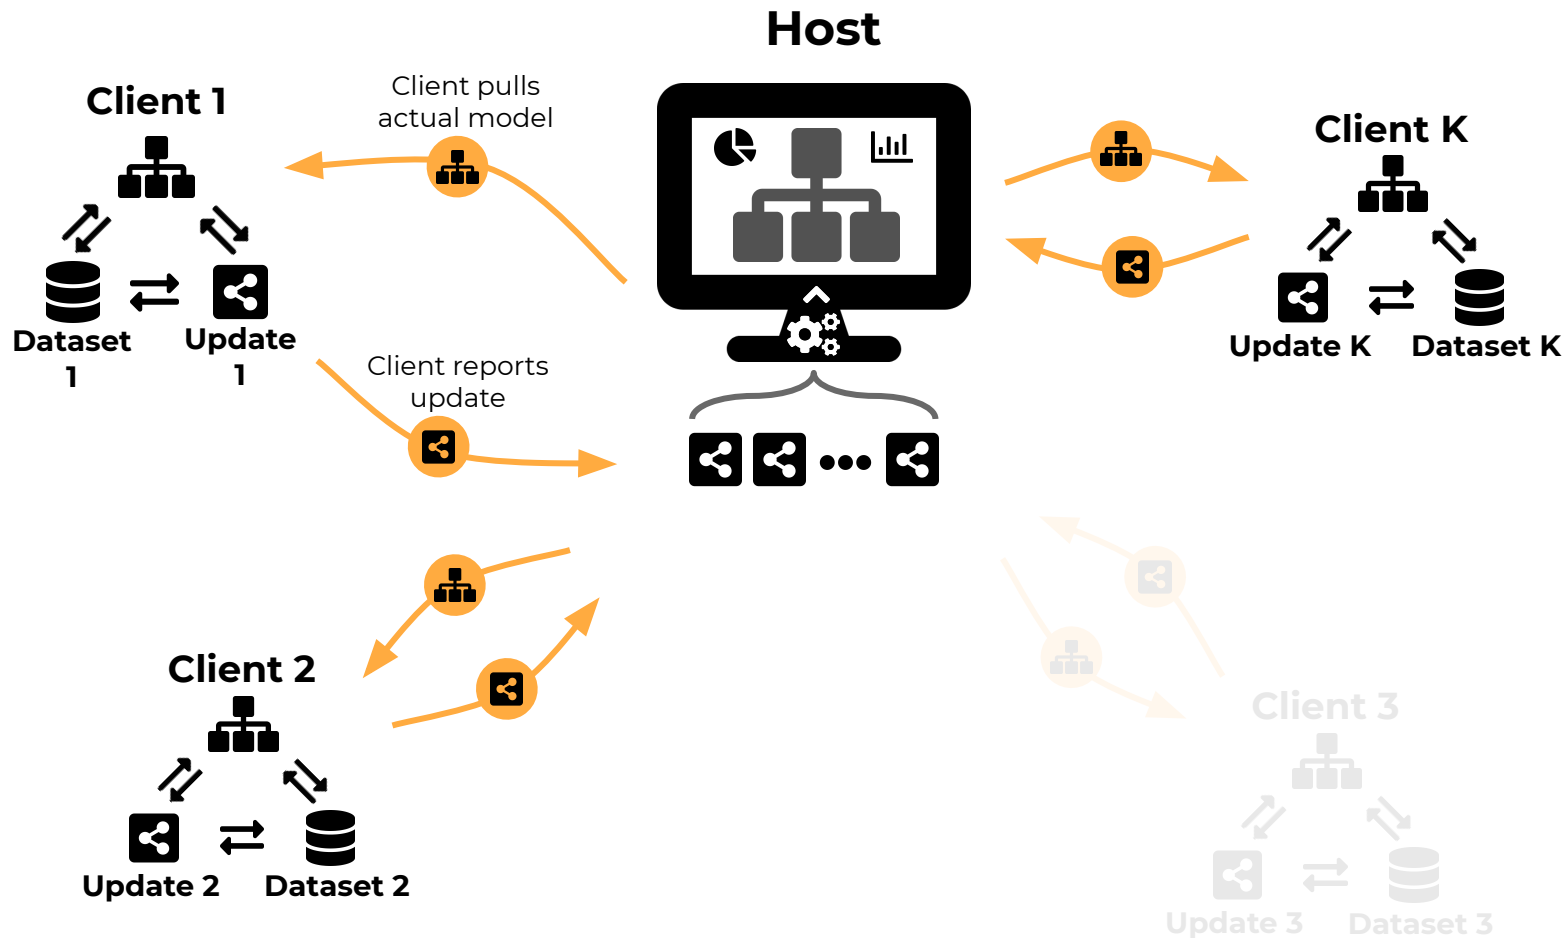 Host
Client 1
Client pulls
actual model
Dataset
1
Update
1
Client reports
update
Client K
Update K
Dataset K
Client 2
Update 2
Dataset 2
Client 3
Update 3
Dataset 3